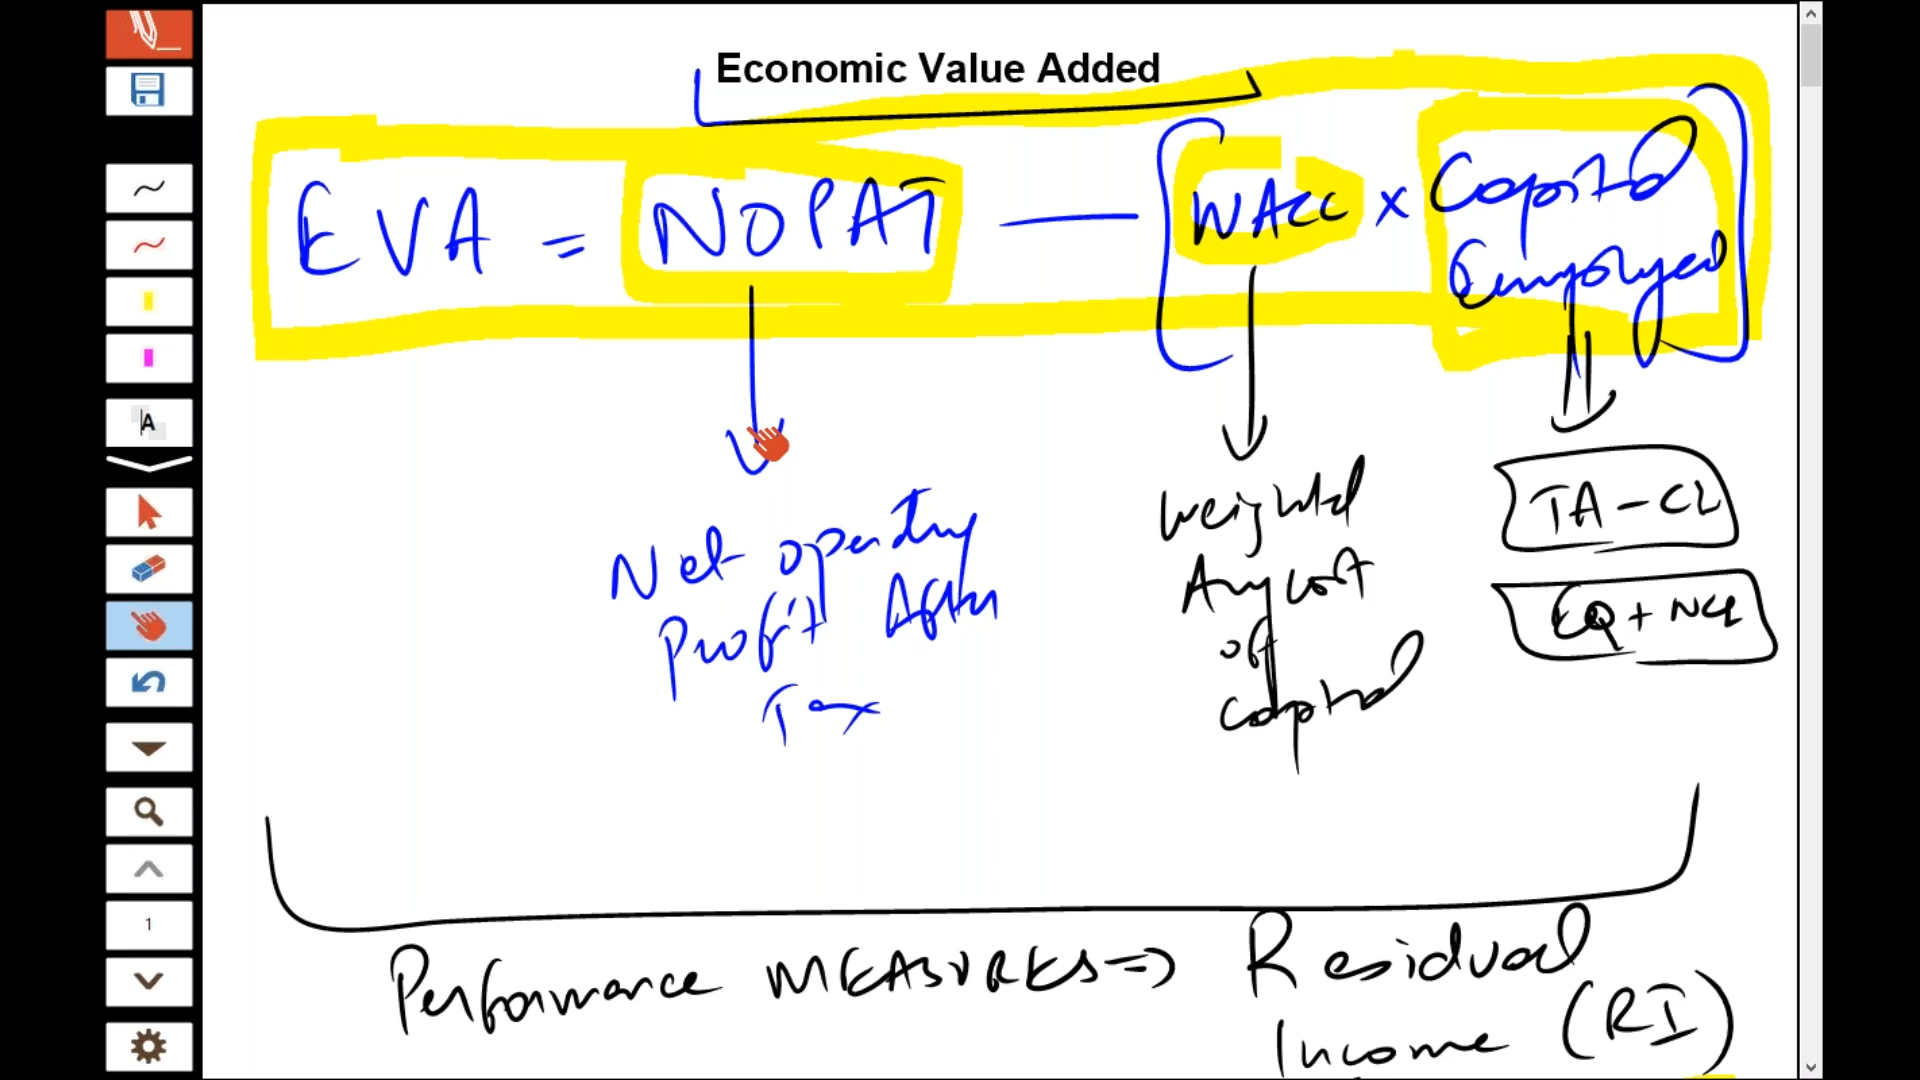 Economic Value Added
EVA = NOPAT — [WACC × Capital Employed]
Net operating
Profit After
Tax
Weighted
Avg cost
of
capital
TA - CL
EQ + NCL
Performance MEASURES => Residual
Income (RI)
A
1